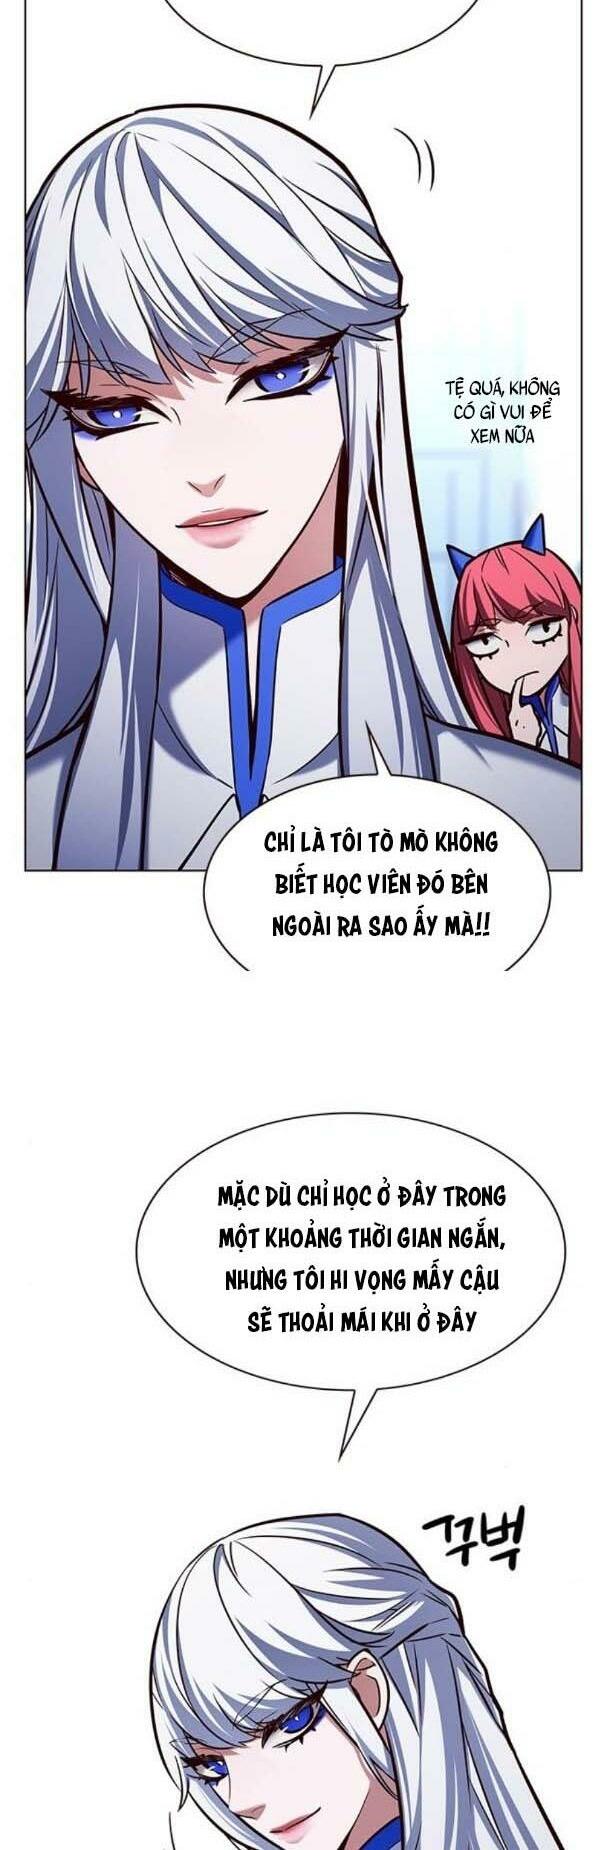 TỆ QUÁ, KHÔNG
CÓ GÌ VUI ĐỂ
XEM NỮA
CHỈ LÀ TÔI TÒ MÒ KHÔNG
BIẾT HỌC VIÊN ĐÓ BÊN
NGOÀI RA SAO ẤY MÀ!!
MẶC DÙ CHỈ HỌC Ở ĐÂY TRONG
MỘT KHOẢNG THỜI GIAN NGẮN,
NHƯNG TÔI HI VỌNG MẤY CẬU
SẼ THOẢI MÁI KHI Ở ĐÂY
꾸벅